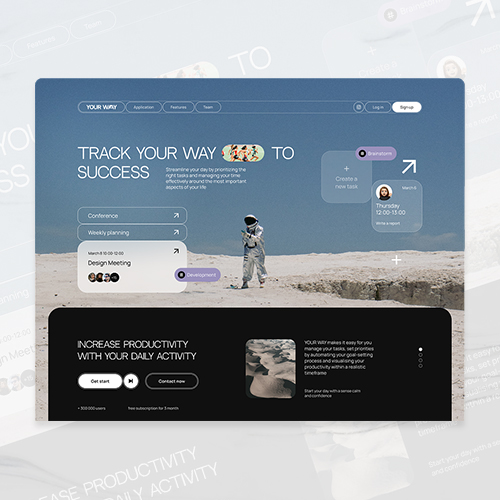 YOUR WAY
Application
Features
Team
Log in
Sign up
TRACK YOUR WAY TO
SUCCESS
Streamline your day by prioritizing the
right tasks and managing your time
effectively around the most important
aspects of your life
Brainstorm
+
Create a
new task
March 6
Thursday
12:00-13:00
Write a report
Conference
Weekly planning
March 8 10:00-12:00
Design Meeting
Development
+
INCREASE PRODUCTIVITY
WITH YOUR DAILY ACTIVITY
Get start
Contact now
+ 303 000 users
free subscription for 3 month
YOUR WAY makes it easy for you
manage your tasks, set priorities
by automating your goal-setting
process and visualising your
productivity within a realistic
timeframe
Start your day with a sense calm
and confidence